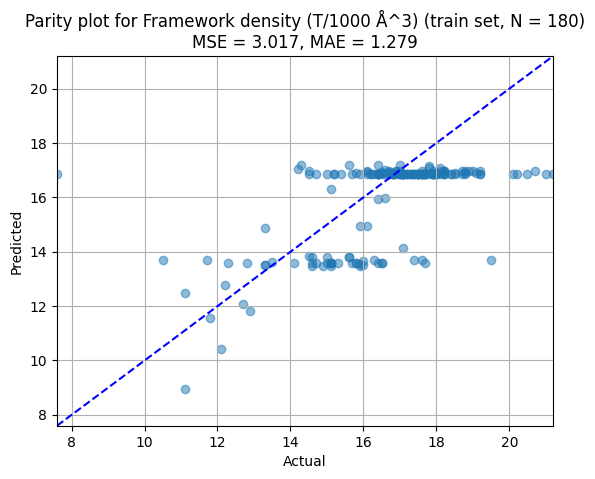 Parity plot for Framework density (T/1000 Å^3) (train set, N = 180)
MSE = 3.017, MAE = 1.279
20
18
16
14
12
10
8
Predicted
8 10 12 14 16 18 20
Actual